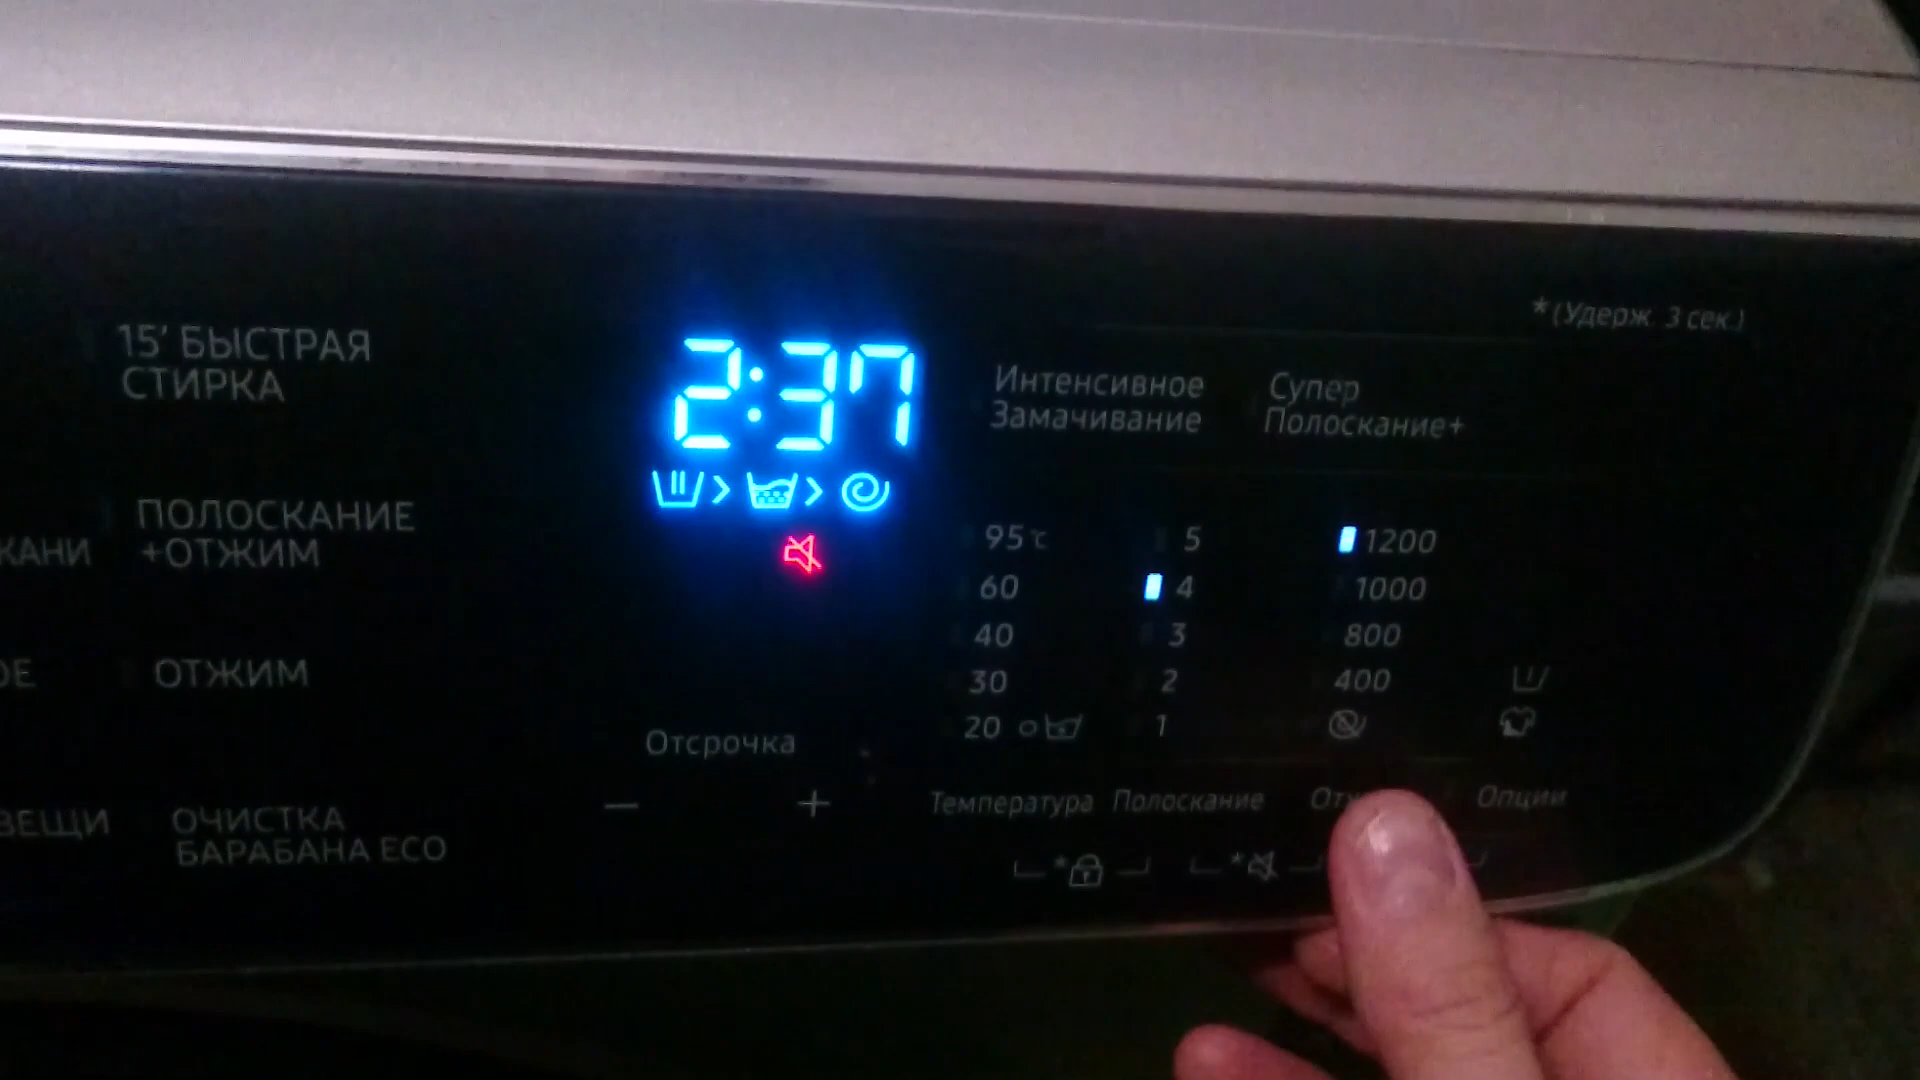 15' БЫСТРАЯ
СТИРКА
ПОЛОСКАНИЕ
+ОТЖИМ
КАНИ
ОЕ
ОТЖИМ
ВЕЩИ
ОЧИСТКА
БАРАБАНА ECO
2:37
Отсрочка
− +
*(Удерж. 3 сек.)
Интенсивное
Замачивание
Супер
Полоскание+
95℃ 5 1200
60 4 1000
40 3 800
30 2 400
20 1
Температура Полоскание Опции
* *